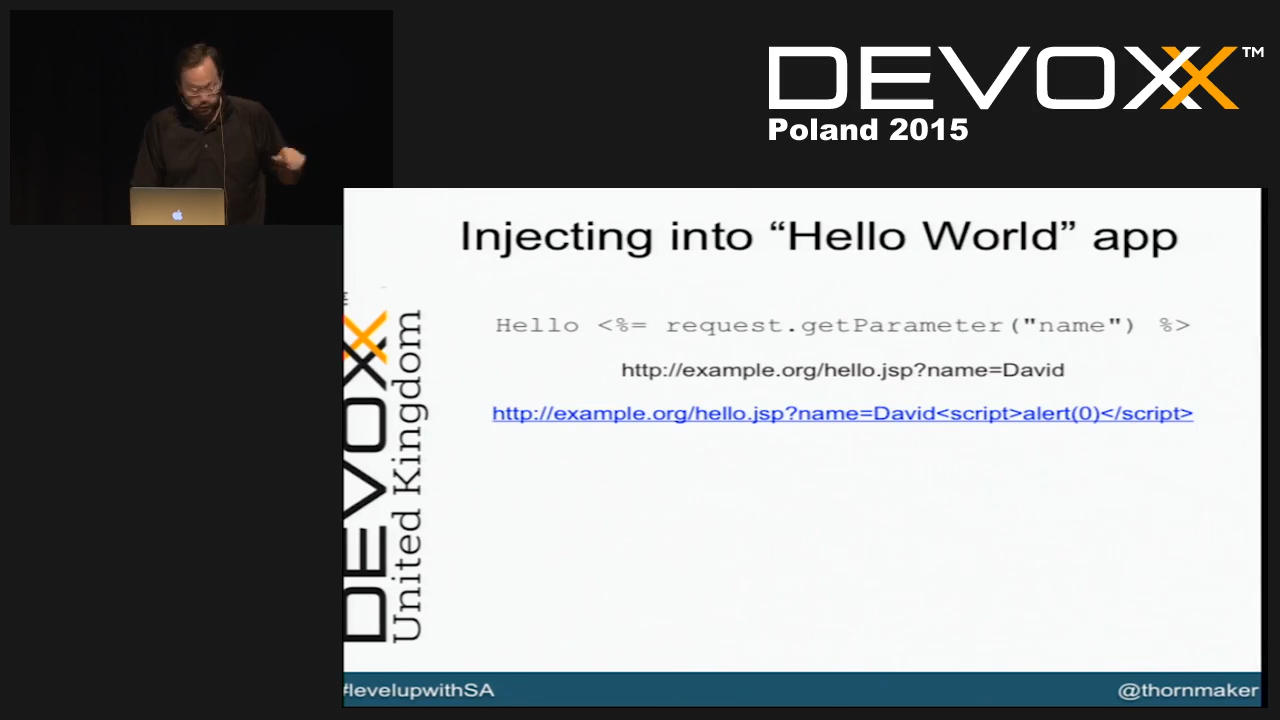 DEVOXX™
Poland 2015
Injecting into “Hello World” app
Hello <%= request.getParameter("name") %>
http://example.org/hello.jsp?name=David
http://example.org/hello.jsp?name=David<script>alert(0)</script>
DEVOXX™
United Kingdom
#levelupwithSA
@thornmaker